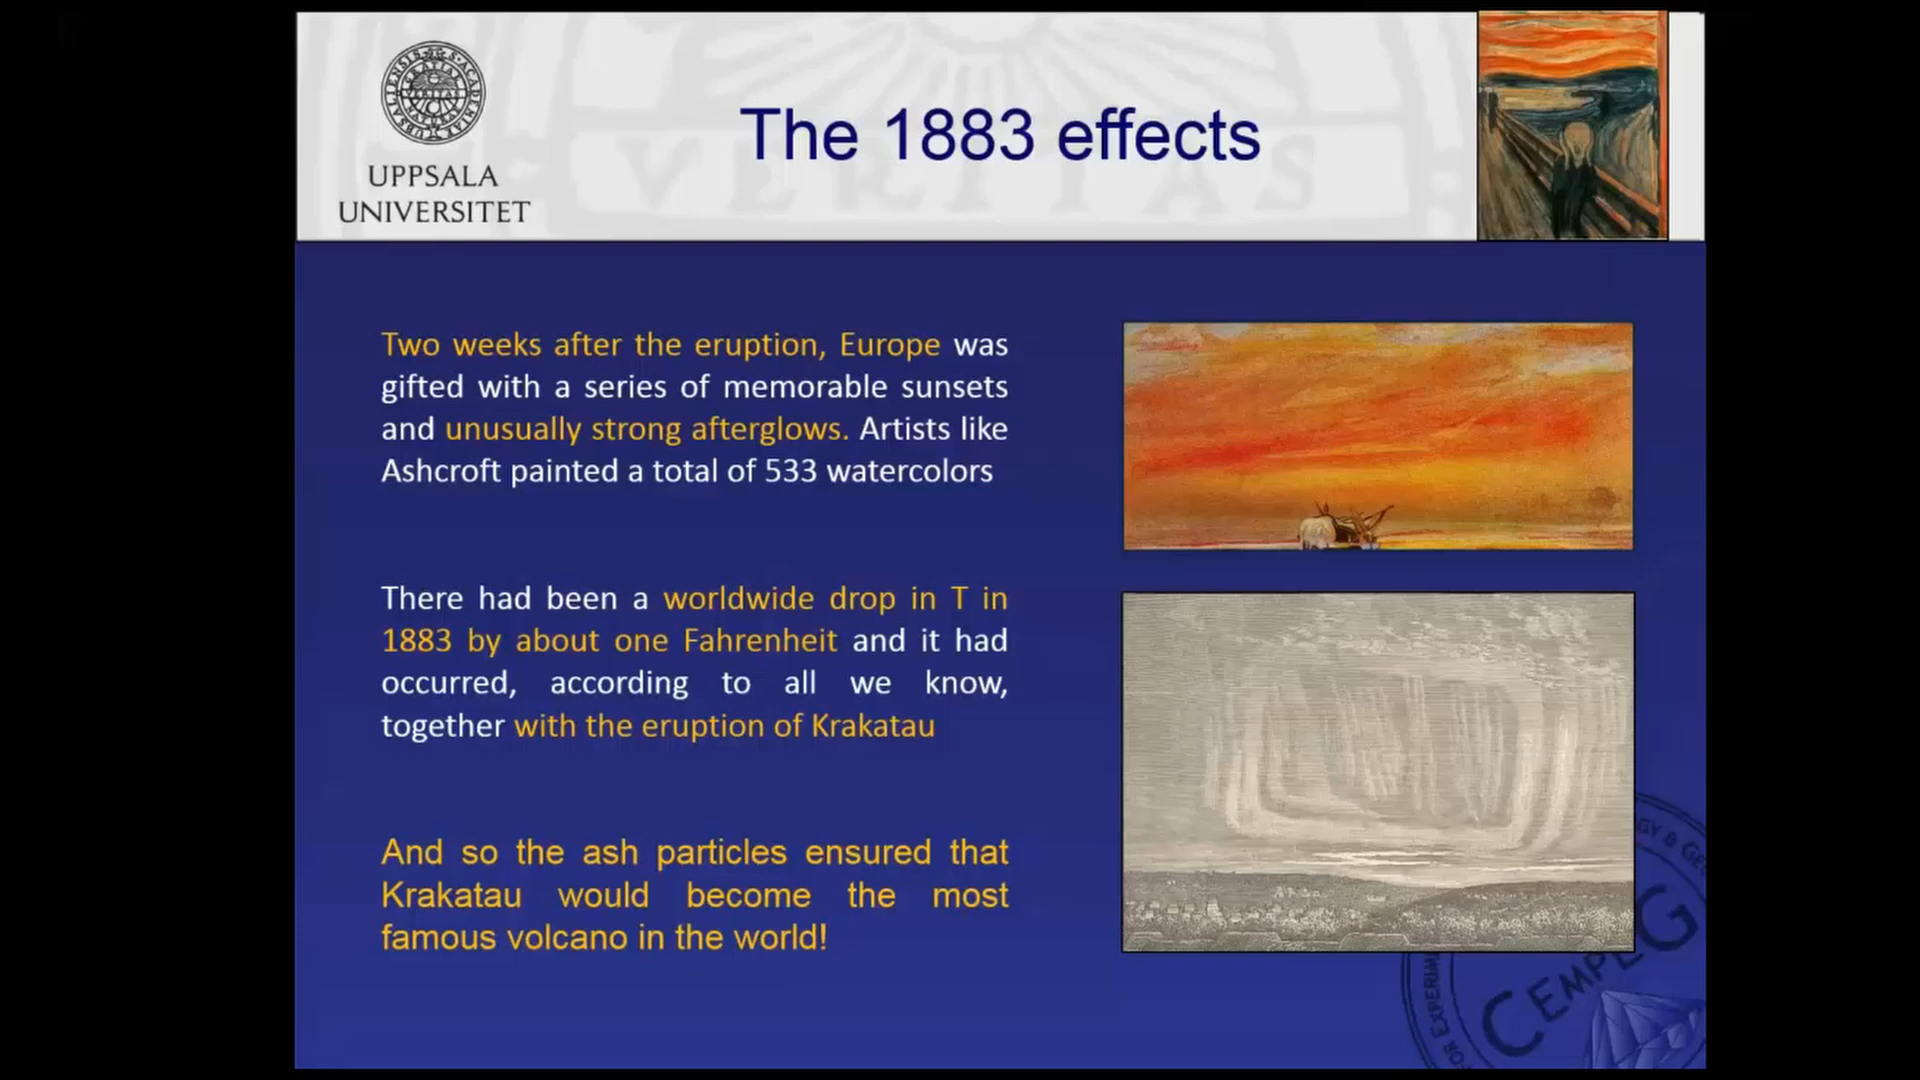 UPPSALA
UNIVERSITET
The 1883 effects
Two weeks after the eruption, Europe was
gifted with a series of memorable sunsets
and unusually strong afterglows. Artists like
Ashcroft painted a total of 533 watercolors
There had been a worldwide drop in T in
1883 by about one Fahrenheit and it had
occurred, according to all we know,
together with the eruption of Krakatau
And so the ash particles ensured that
Krakatau would become the most
famous volcano in the world!
VERITAS
CEMPEG